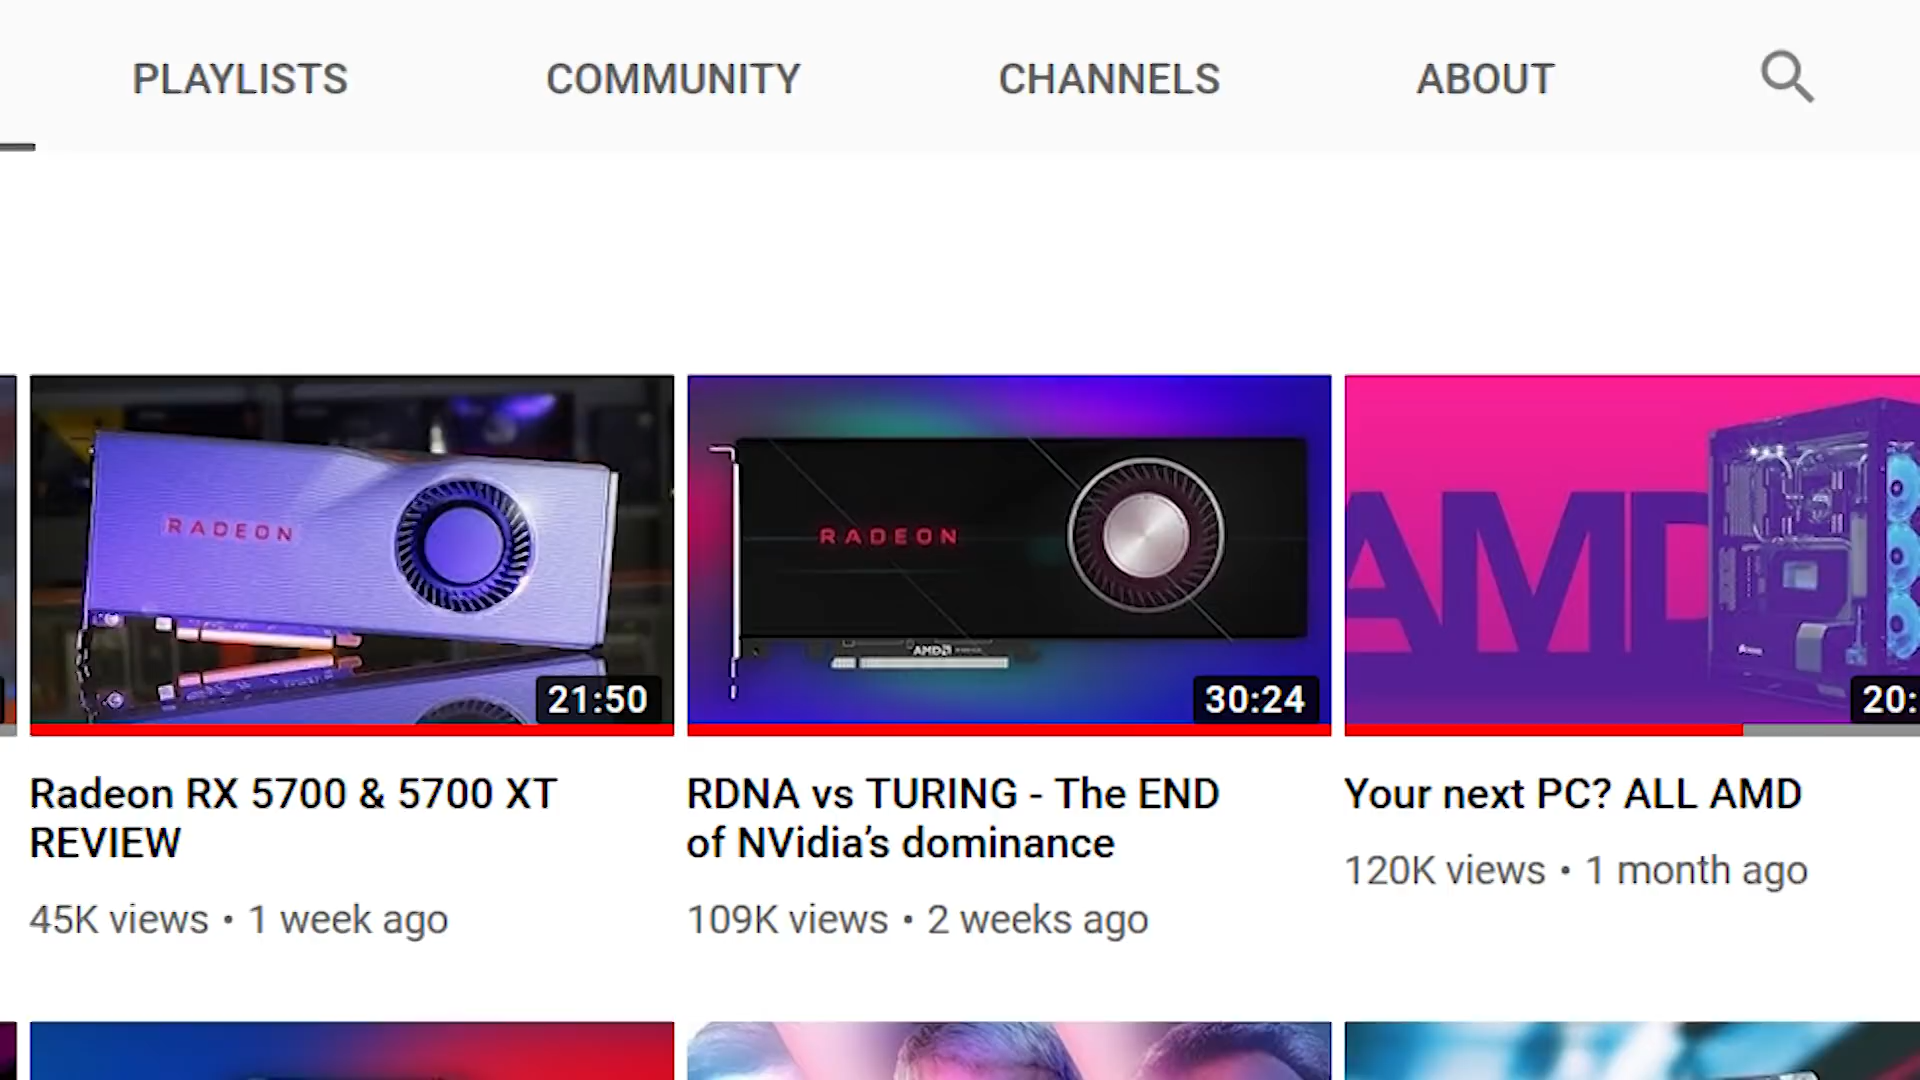 PLAYLISTS COMMUNITY CHANNELS ABOUT
RADEON
21:50
Radeon RX 5700 & 5700 XT
REVIEW
45K views • 1 week ago
RADEON
AMD
30:24
RDNA vs TURING - The END
of NVidia’s dominance
109K views • 2 weeks ago
AMD
20:
Your next PC? ALL AMD
120K views • 1 month ago